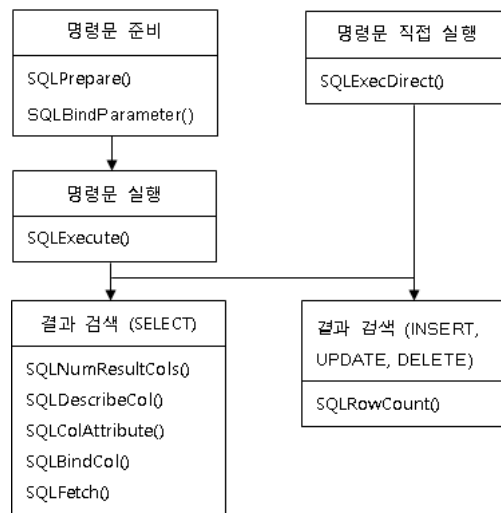 명령문 준비
SQLPrepare()
SQLBindParameter()
명령문 직접 실행
SQLExecDirect()
명령문 실행
SQLExecute()
결과 검색 (SELECT)
SQLNumResultCols()
SQLDescribeCol()
SQLColAttribute()
SQLBindCol()
SQLFetch()
결과 검색 (INSERT,
UPDATE, DELETE)
SQLRowCount()